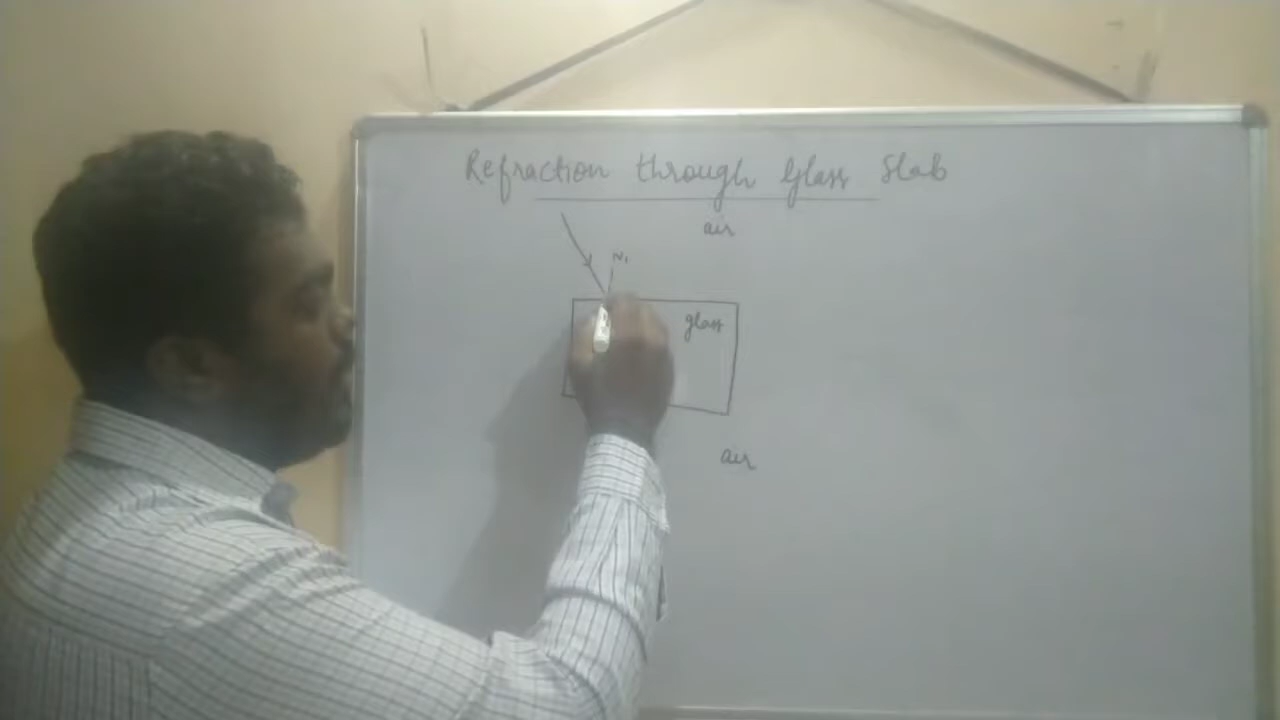 Refraction through Glass Slab
air
N₁
glass
air